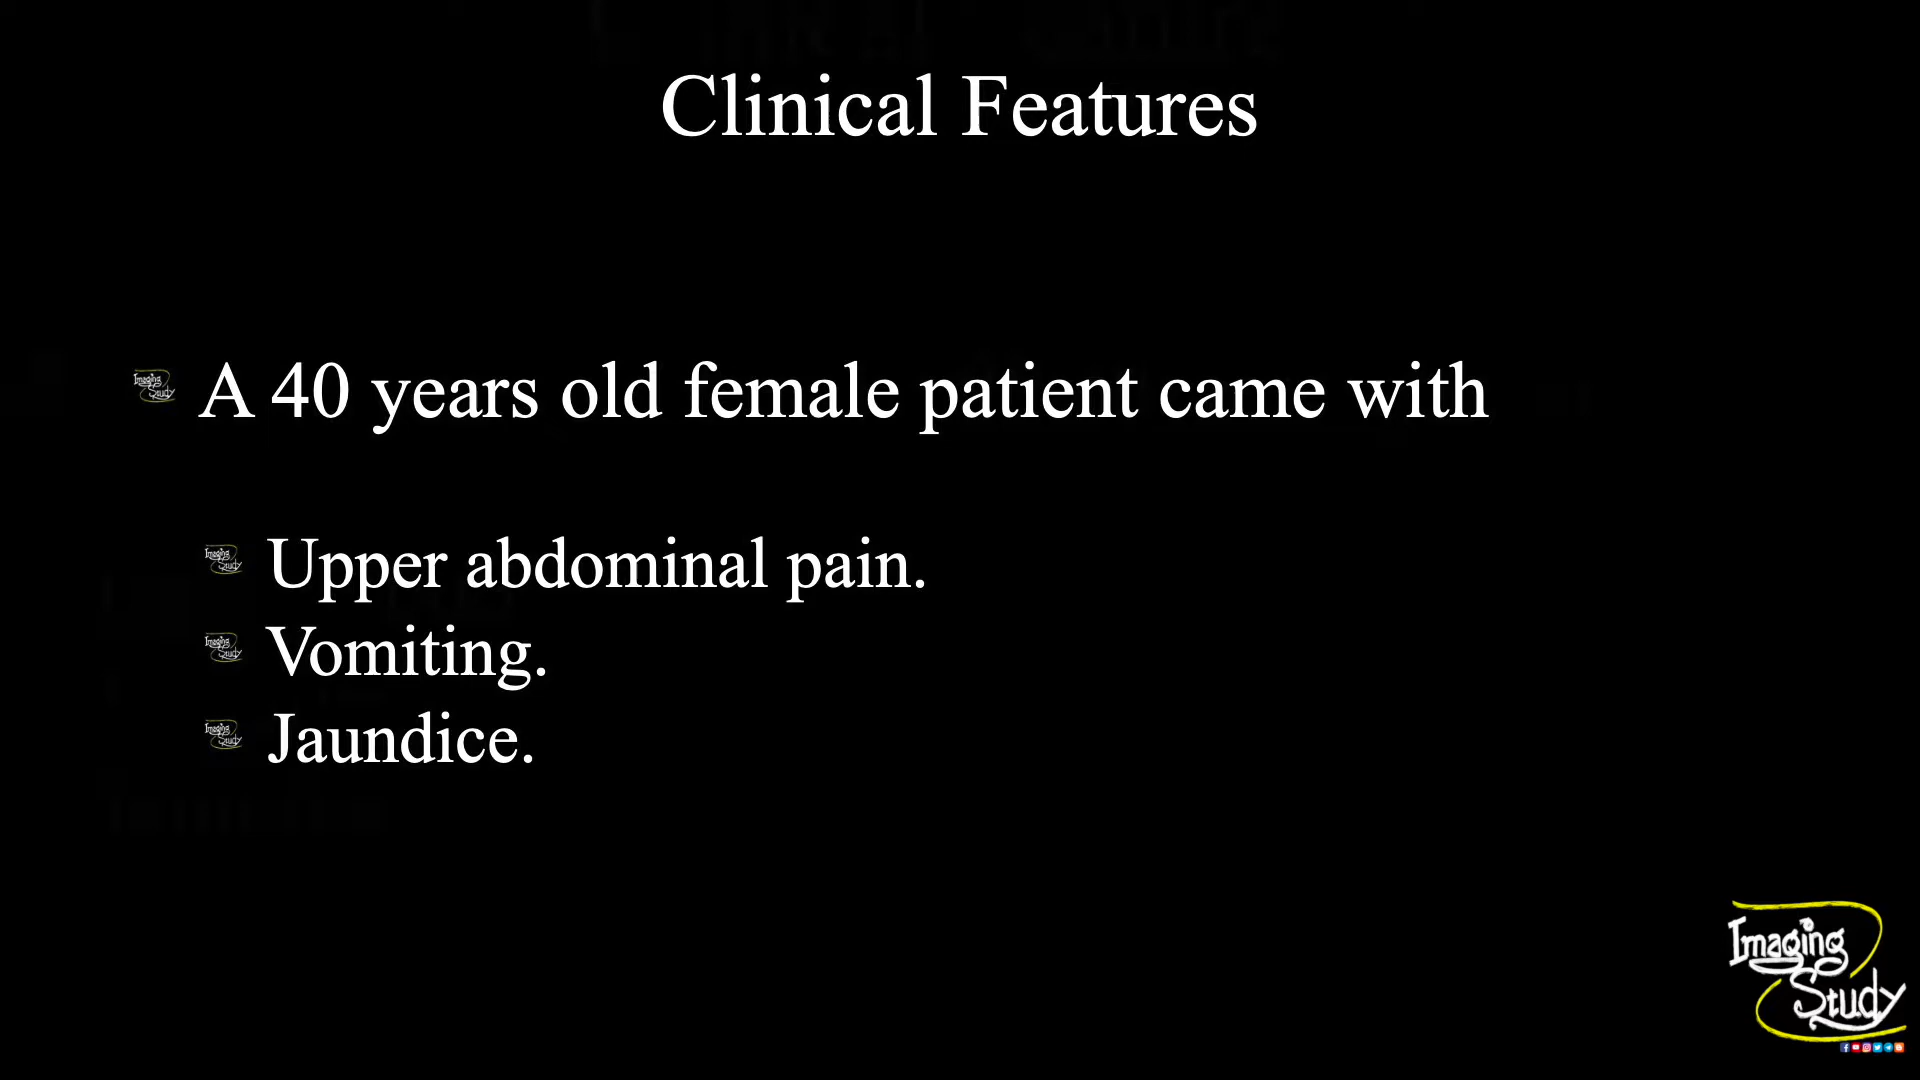 Clinical Features
A 40 years old female patient came with
Upper abdominal pain.
Vomiting.
Jaundice.
Imaging
Study